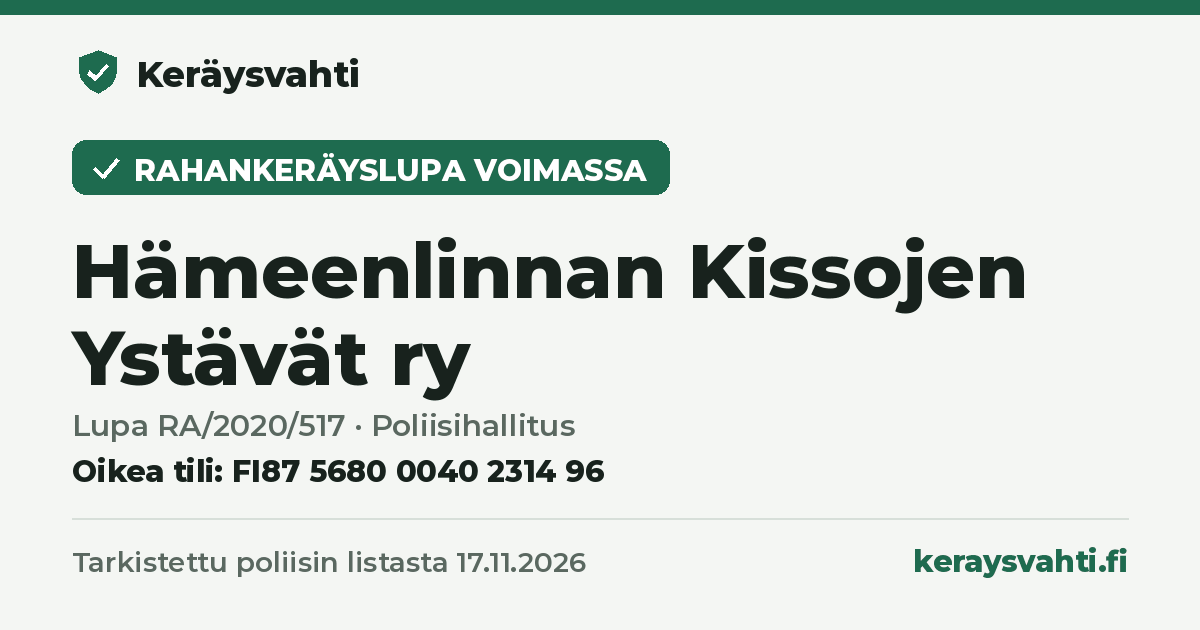 Keräysvahti
RAHANKERÄYSLUPA VOIMASSA
Hämeenlinnan Kissojen
Ystävät ry
Lupa RA/2020/517 · Poliisihallitus
Oikea tili: FI87 5680 0040 2314 96
Tarkistettu poliisin listasta 17.11.2026
keraysvahti.fi